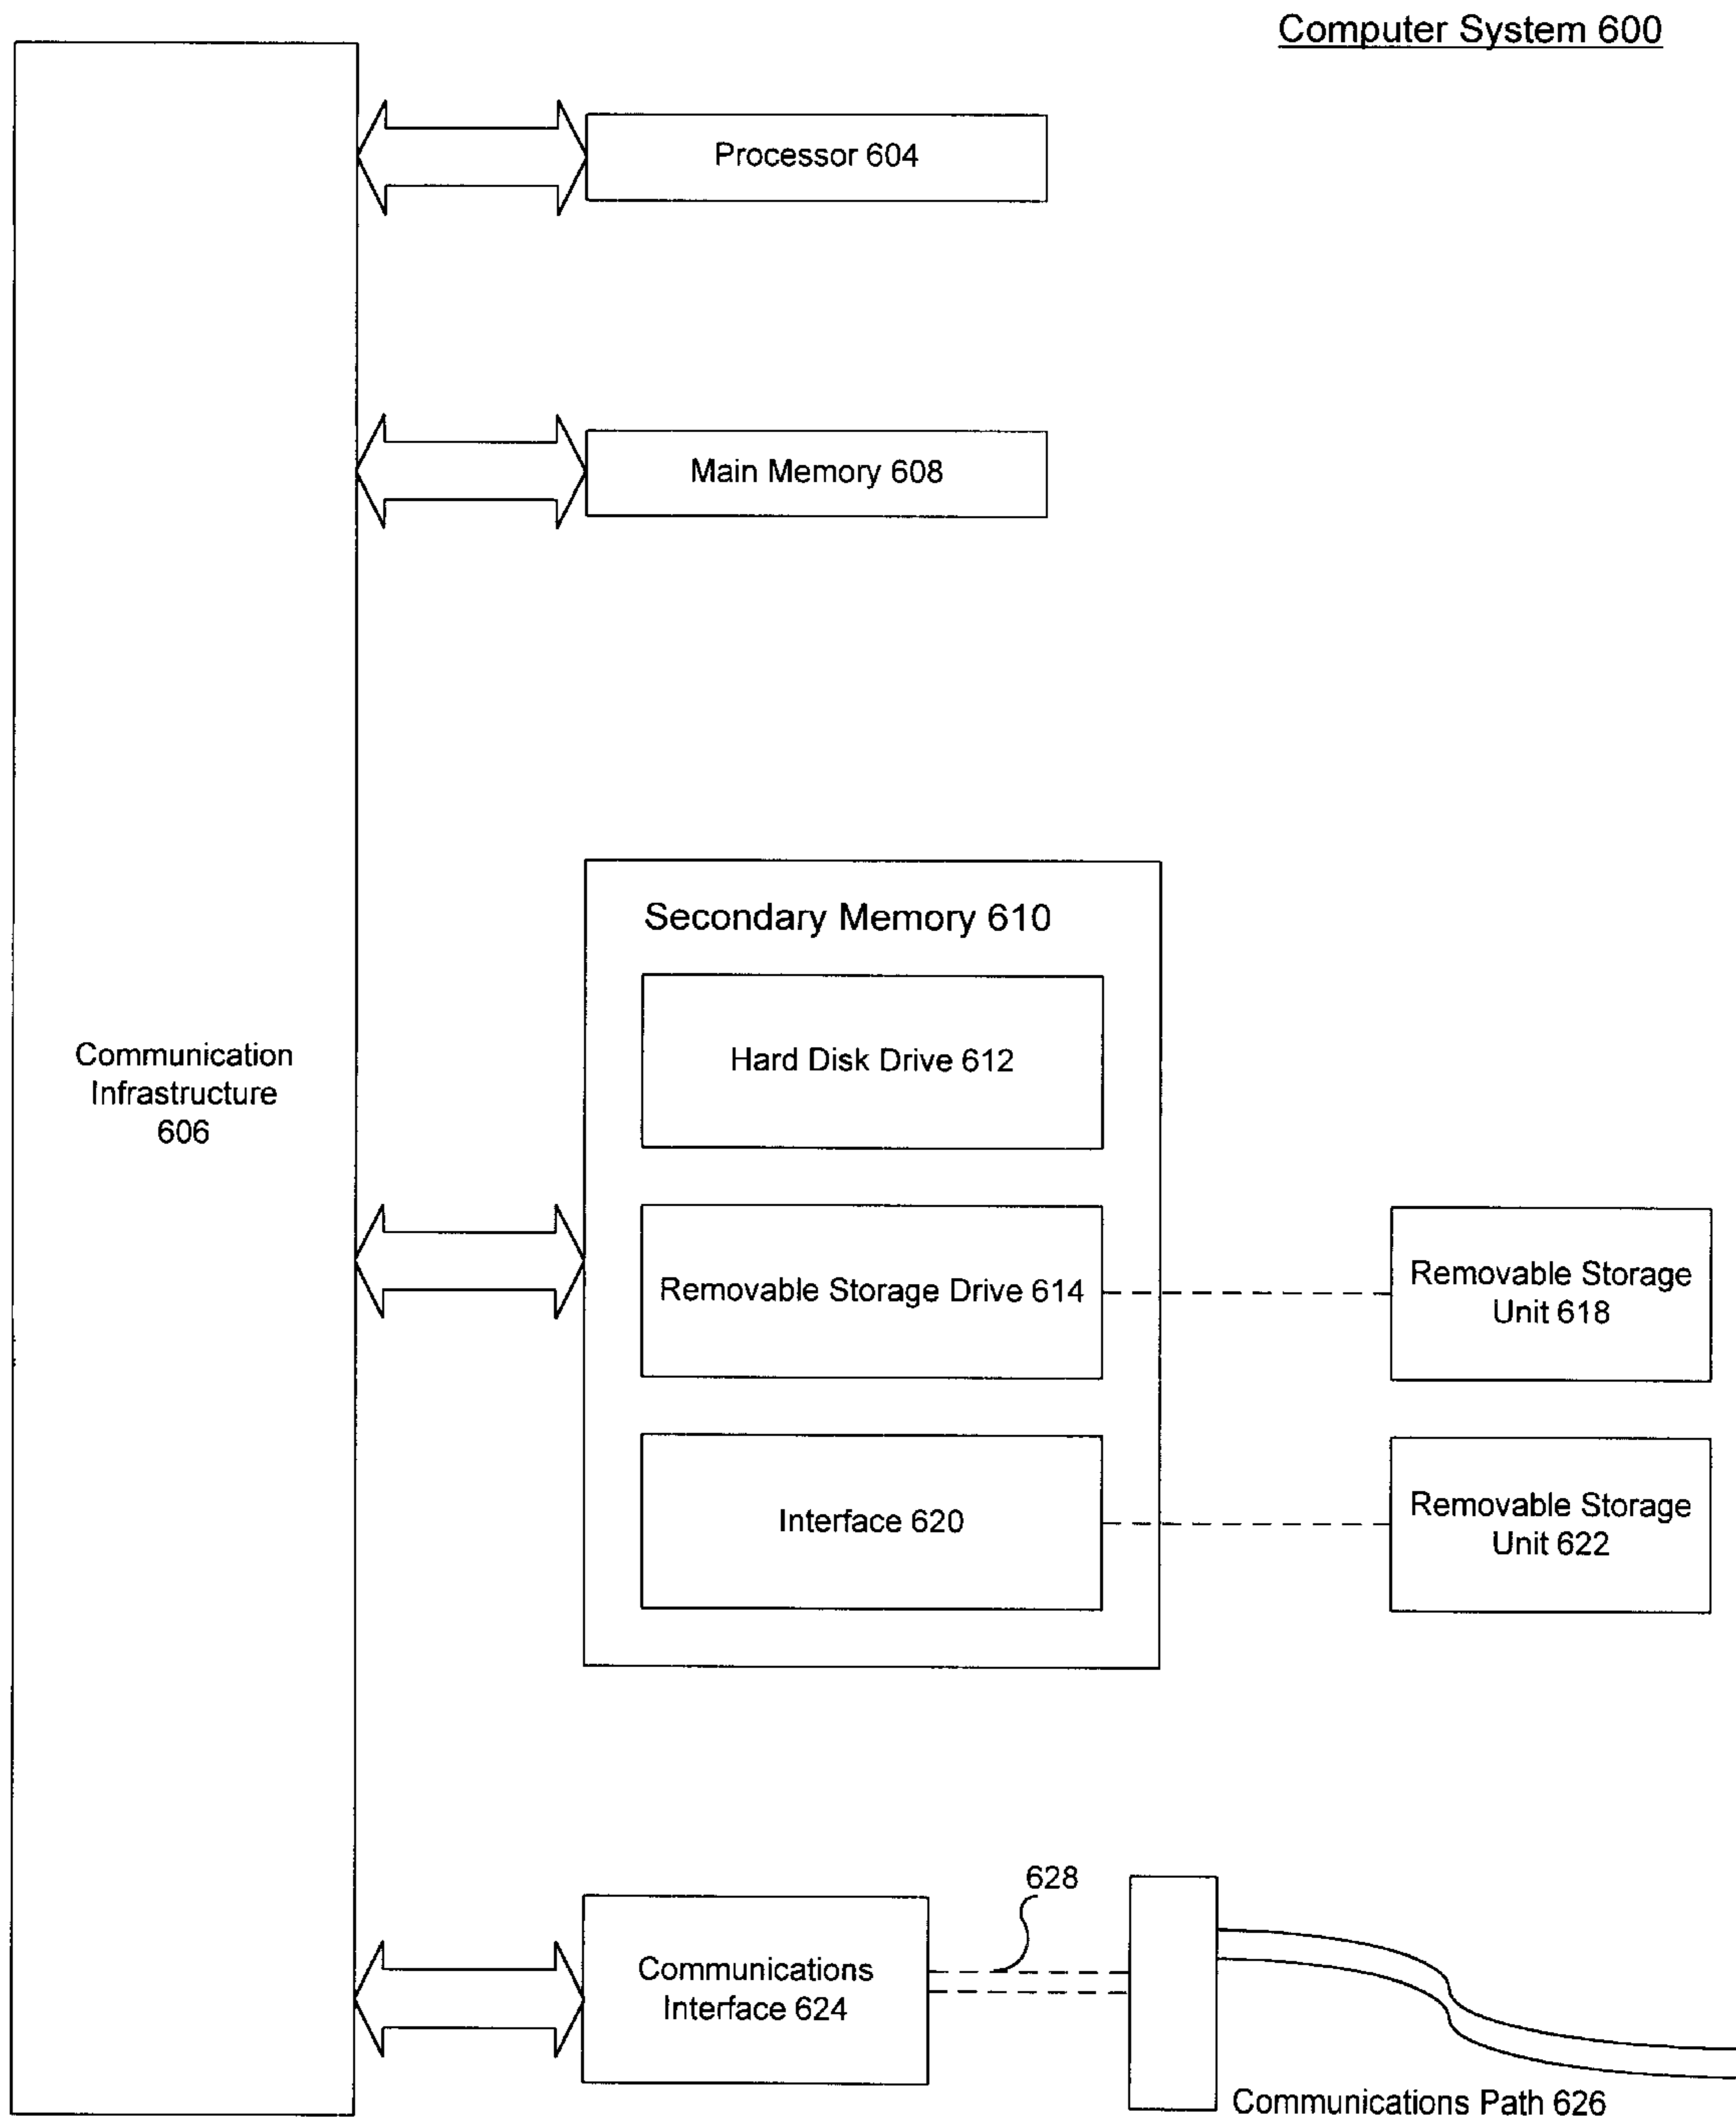 Computer System 600
Processor 604
Main Memory 608
Secondary Memory 610
Hard Disk Drive 612
Communication
Infrastructure
606
Removable Storage Drive 614
Removable Storage
Unit 618
Interface 620
Removable Storage
Unit 622
628
Communications
Interface 624
Communications Path 626